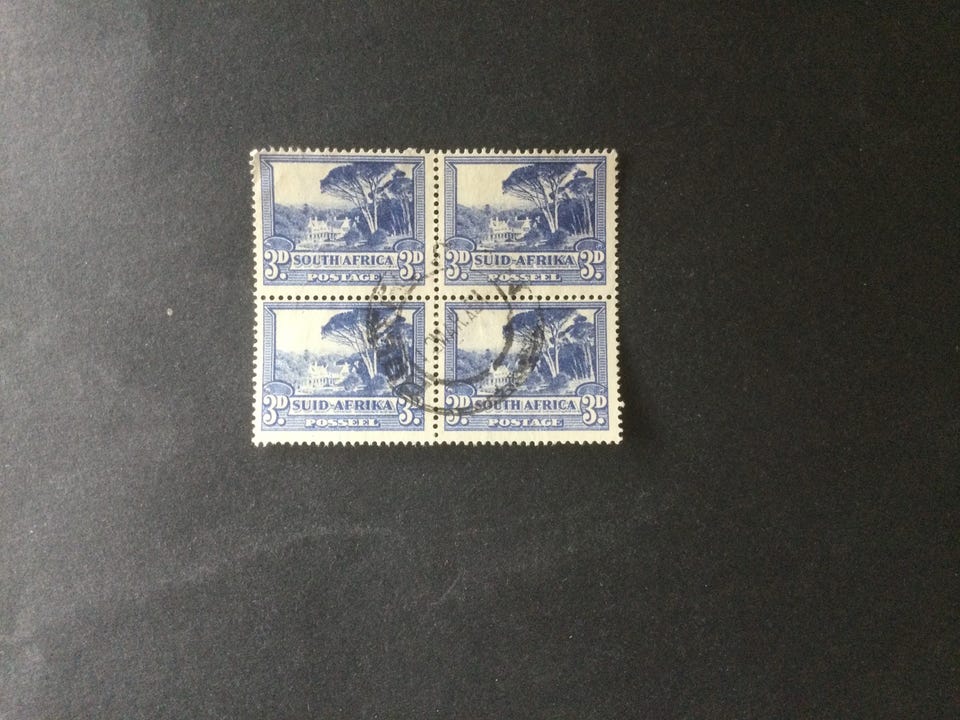 3D SOUTH AFRICA 3D
POSTAGE
3D SUID-AFRIKA 3D
POSSEEL
3D SUID-AFRIKA 3D
POSSEEL
3D SOUTH AFRICA 3D
POSTAGE